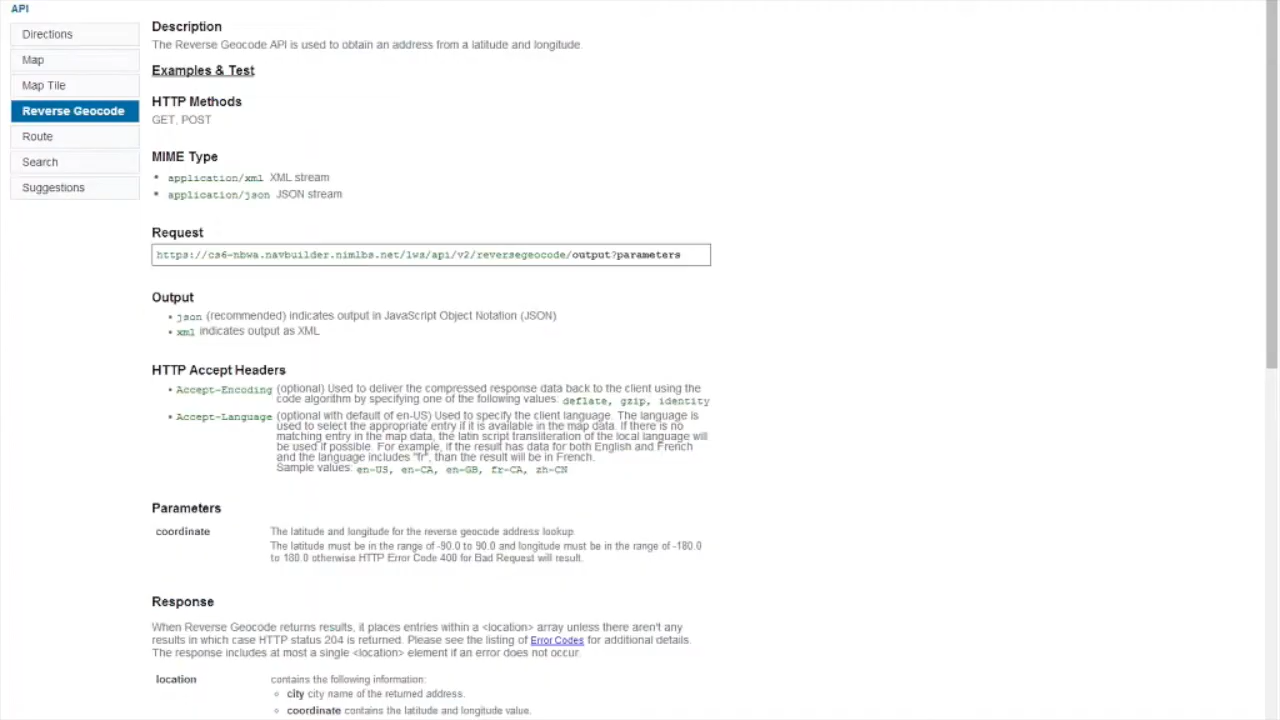 API
Directions
Map
Map Tile
Reverse Geocode
Route
Search
Suggestions
Description
The Reverse Geocode API is used to obtain an address from a latitude and longitude.
Examples & Test
HTTP Methods
GET, POST
MIME Type
• application/xml XML stream
• application/json JSON stream
Request
https://cs6-nbwa.navbuilder.nimlbs.net/lws/api/v2/reversegeocode/output?parameters
Output
• json (recommended) indicates output in JavaScript Object Notation (JSON)
• xml indicates output as XML
HTTP Accept Headers
• Accept-Encoding (optional) Used to deliver the compressed response data back to the client using the
code algorithm by specifying one of the following values: deflate, gzip, identity
• Accept-Language (optional with default of en-US) Used to specify the client language. The language is
used to select the appropriate entry if it is available in the map data. If there is no
matching entry in the map data, the latin script transliteration of the local language will
be used if possible. For example, if the result has data for both English and French
and the language includes "fr", than the result will be in French.
Sample values: en-US, en-CA, en-GB, fr-CA, zh-CN
Parameters
coordinate The latitude and longitude for the reverse geocode address lookup.
The latitude must be in the range of -90.0 to 90.0 and longitude must be in the range of -180.0
to 180.0 otherwise HTTP Error Code 400 for Bad Request will result.
Response
When Reverse Geocode returns results, it places entries within a <location> array unless there aren't any
results in which case HTTP status 204 is returned. Please see the listing of Error Codes for additional details.
The response includes at most a single <location> element if an error does not occur.
location contains the following information:
◦ city city name of the returned address.
◦ coordinate contains the latitude and longitude value.